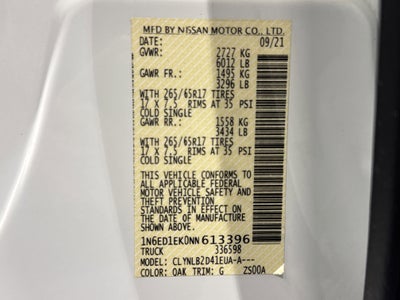 MFD BY NISSAN MOTOR CO., LTD.
DATE: 09/21
GVWR: 2727 KG
6012 LB
GAWR FR.: 1495 KG
3296 LB
WITH 265/65R17 TIRES
17 X 7.5 RIMS AT 35 PSI
COLD SINGLE
GAWR RR.: 1558 KG
3434 LB
WITH 265/65R17 TIRES
17 X 7.5 RIMS AT 35 PSI
COLD SINGLE
THIS VEHICLE CONFORMS TO
ALL APPLICABLE FEDERAL
MOTOR VEHICLE SAFETY AND
THEFT PREVENTION
STANDARDS IN EFFECT ON
THE DATE OF MANUFACTURE
SHOWN ABOVE.
1N6ED1EK0NN613396
TRUCK 336598
MODEL: CLYNLB2D41EUA-A---
COLOR: QAK TRIM: G ZS00A